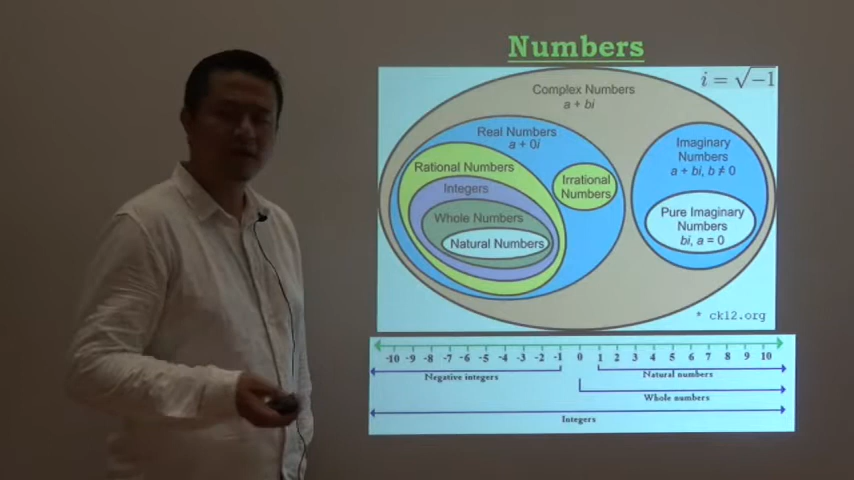 Numbers
i = √-1
Complex Numbers
a + bi
Real Numbers
a + 0i
Rational Numbers
Integers
Whole Numbers
Natural Numbers
Irrational
Numbers
Imaginary
Numbers
a + bi, b ≠ 0
Pure Imaginary
Numbers
bi, a = 0
* ck12.org
-10 -9 -8 -7 -6 -5 -4 -3 -2 -1 0 1 2 3 4 5 6 7 8 9 10
Negative integers
Natural numbers
Whole numbers
Integers